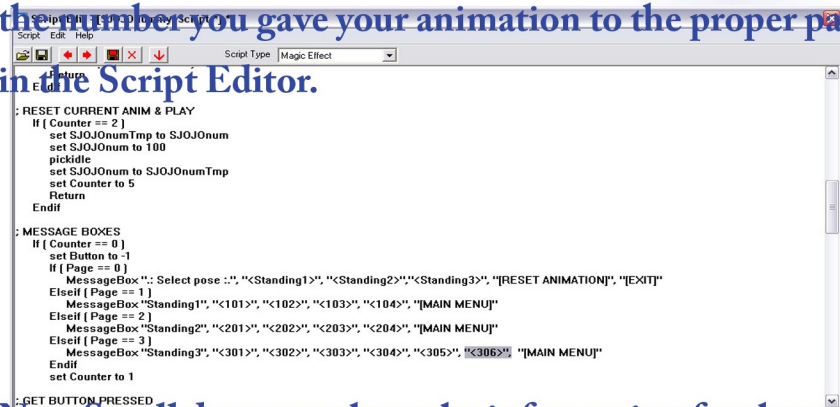 the number you gave your animation to the proper pa
Script Edit Help
Script Type Magic Effect
in the Script Editor.
Return
Endif
; RESET CURRENT ANIM & PLAY
If ( Counter == 2 )
set SJOJOnumTmp to SJOJOnum
set SJOJOnum to 100
pickidle
set SJOJOnum to SJOJOnumTmp
set Counter to 5
Return
Endif
; MESSAGE BOXES
If ( Counter == 0 )
set Button to -1
If ( Page == 0 )
MessageBox ".: Select pose :.", "<Standing1>", "<Standing2>","<Standing3>", "[RESET ANIMATION]", "[EXIT]"
Elseif ( Page == 1 )
MessageBox "Standing1", "<101>", "<102>", "<103>", "<104>", "[MAIN MENU]"
Elseif ( Page == 2 )
MessageBox "Standing2", "<201>", "<202>", "<203>", "<204>", "[MAIN MENU]"
Elseif ( Page == 3 )
MessageBox "Standing3", "<301>", "<302>", "<303>", "<304>", "<305>", "<306>", "[MAIN MENU]"
Endif
set Counter to 1
; GET BUTTON PRESSED